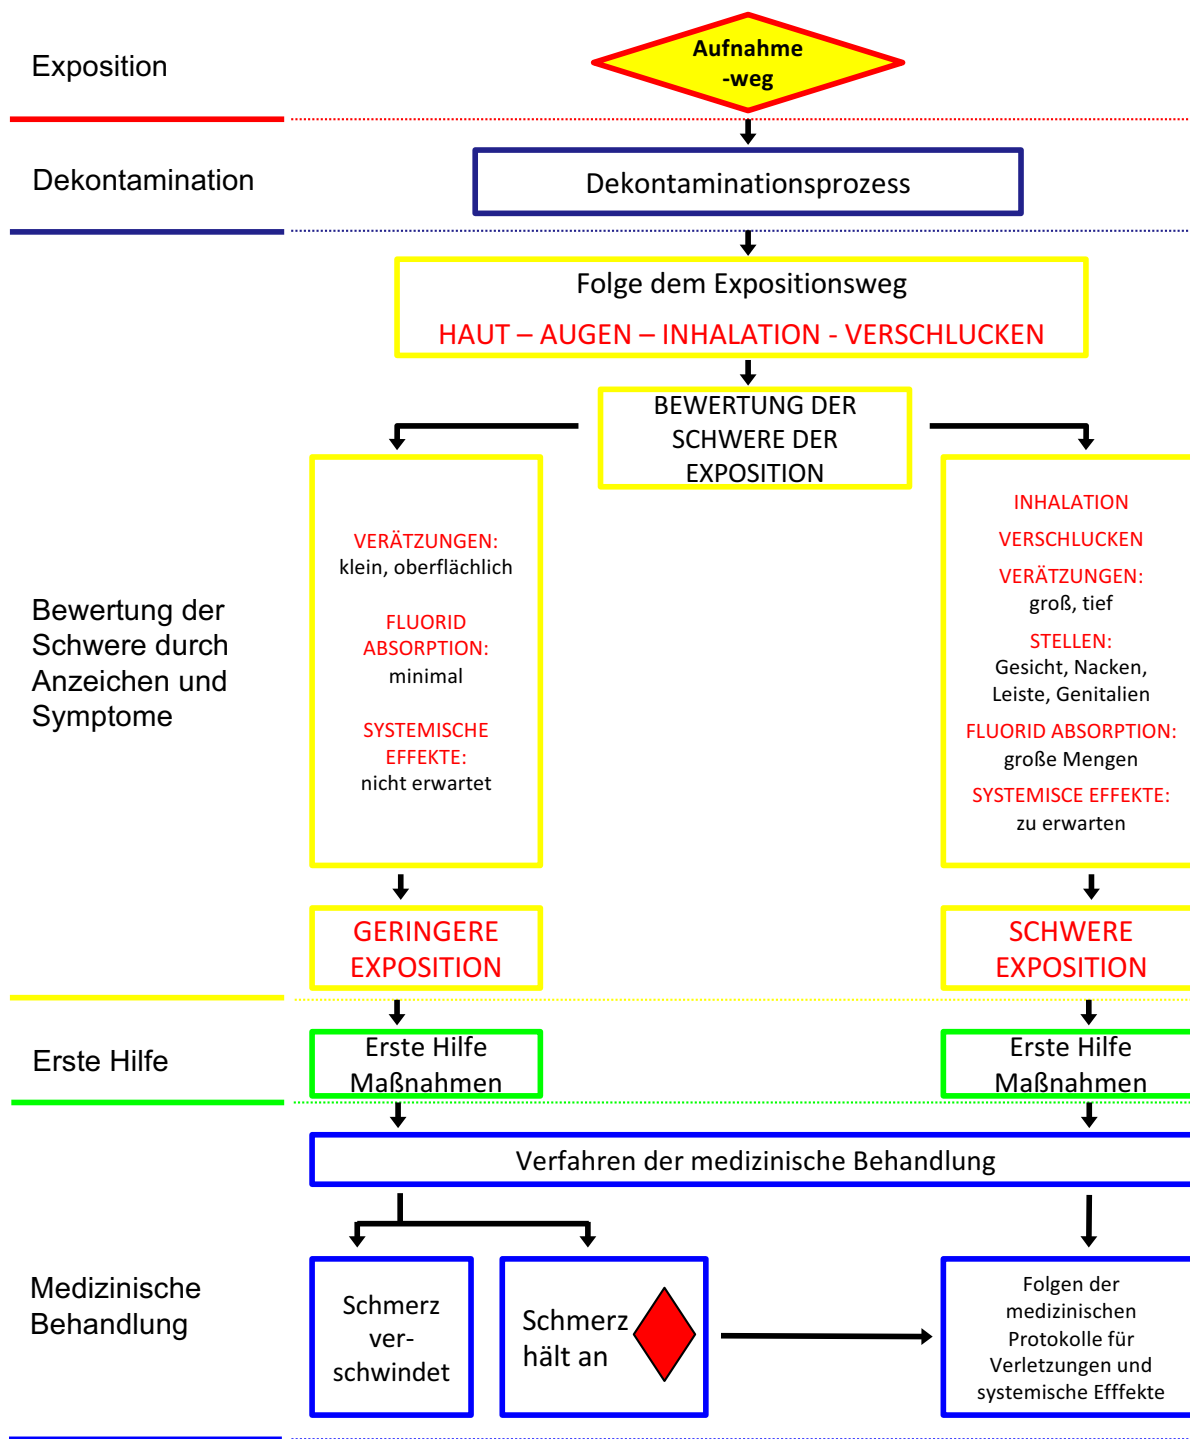 Exposition
Aufnahme
-weg
Dekontamination
Dekontaminationsprozess
Folge dem Expositionsweg
HAUT – AUGEN – INHALATION - VERSCHLUCKEN
BEWERTUNG DER
SCHWERE DER
EXPOSITION
Bewertung der
Schwere durch
Anzeichen und
Symptome
VERÄTZUNGEN:
klein, oberflächlich
FLUORID
ABSORPTION:
minimal
SYSTEMISCHE
EFFEKTE:
nicht erwartet
INHALATION
VERSCHLUCKEN
VERÄTZUNGEN:
groß, tief
STELLEN:
Gesicht, Nacken,
Leiste, Genitalien
FLUORID ABSORPTION:
große Mengen
SYSTEMISCE EFFEKTE:
zu erwarten
GERINGERE
EXPOSITION
SCHWERE
EXPOSITION
Erste Hilfe
Erste Hilfe
Maßnahmen
Erste Hilfe
Maßnahmen
Verfahren der medizinische Behandlung
Medizinische
Behandlung
Schmerz
ver-
schwindet
Schmerz
hält an
Folgen der
medizinischen
Protokolle für
Verletzungen und
systemische Efffekte